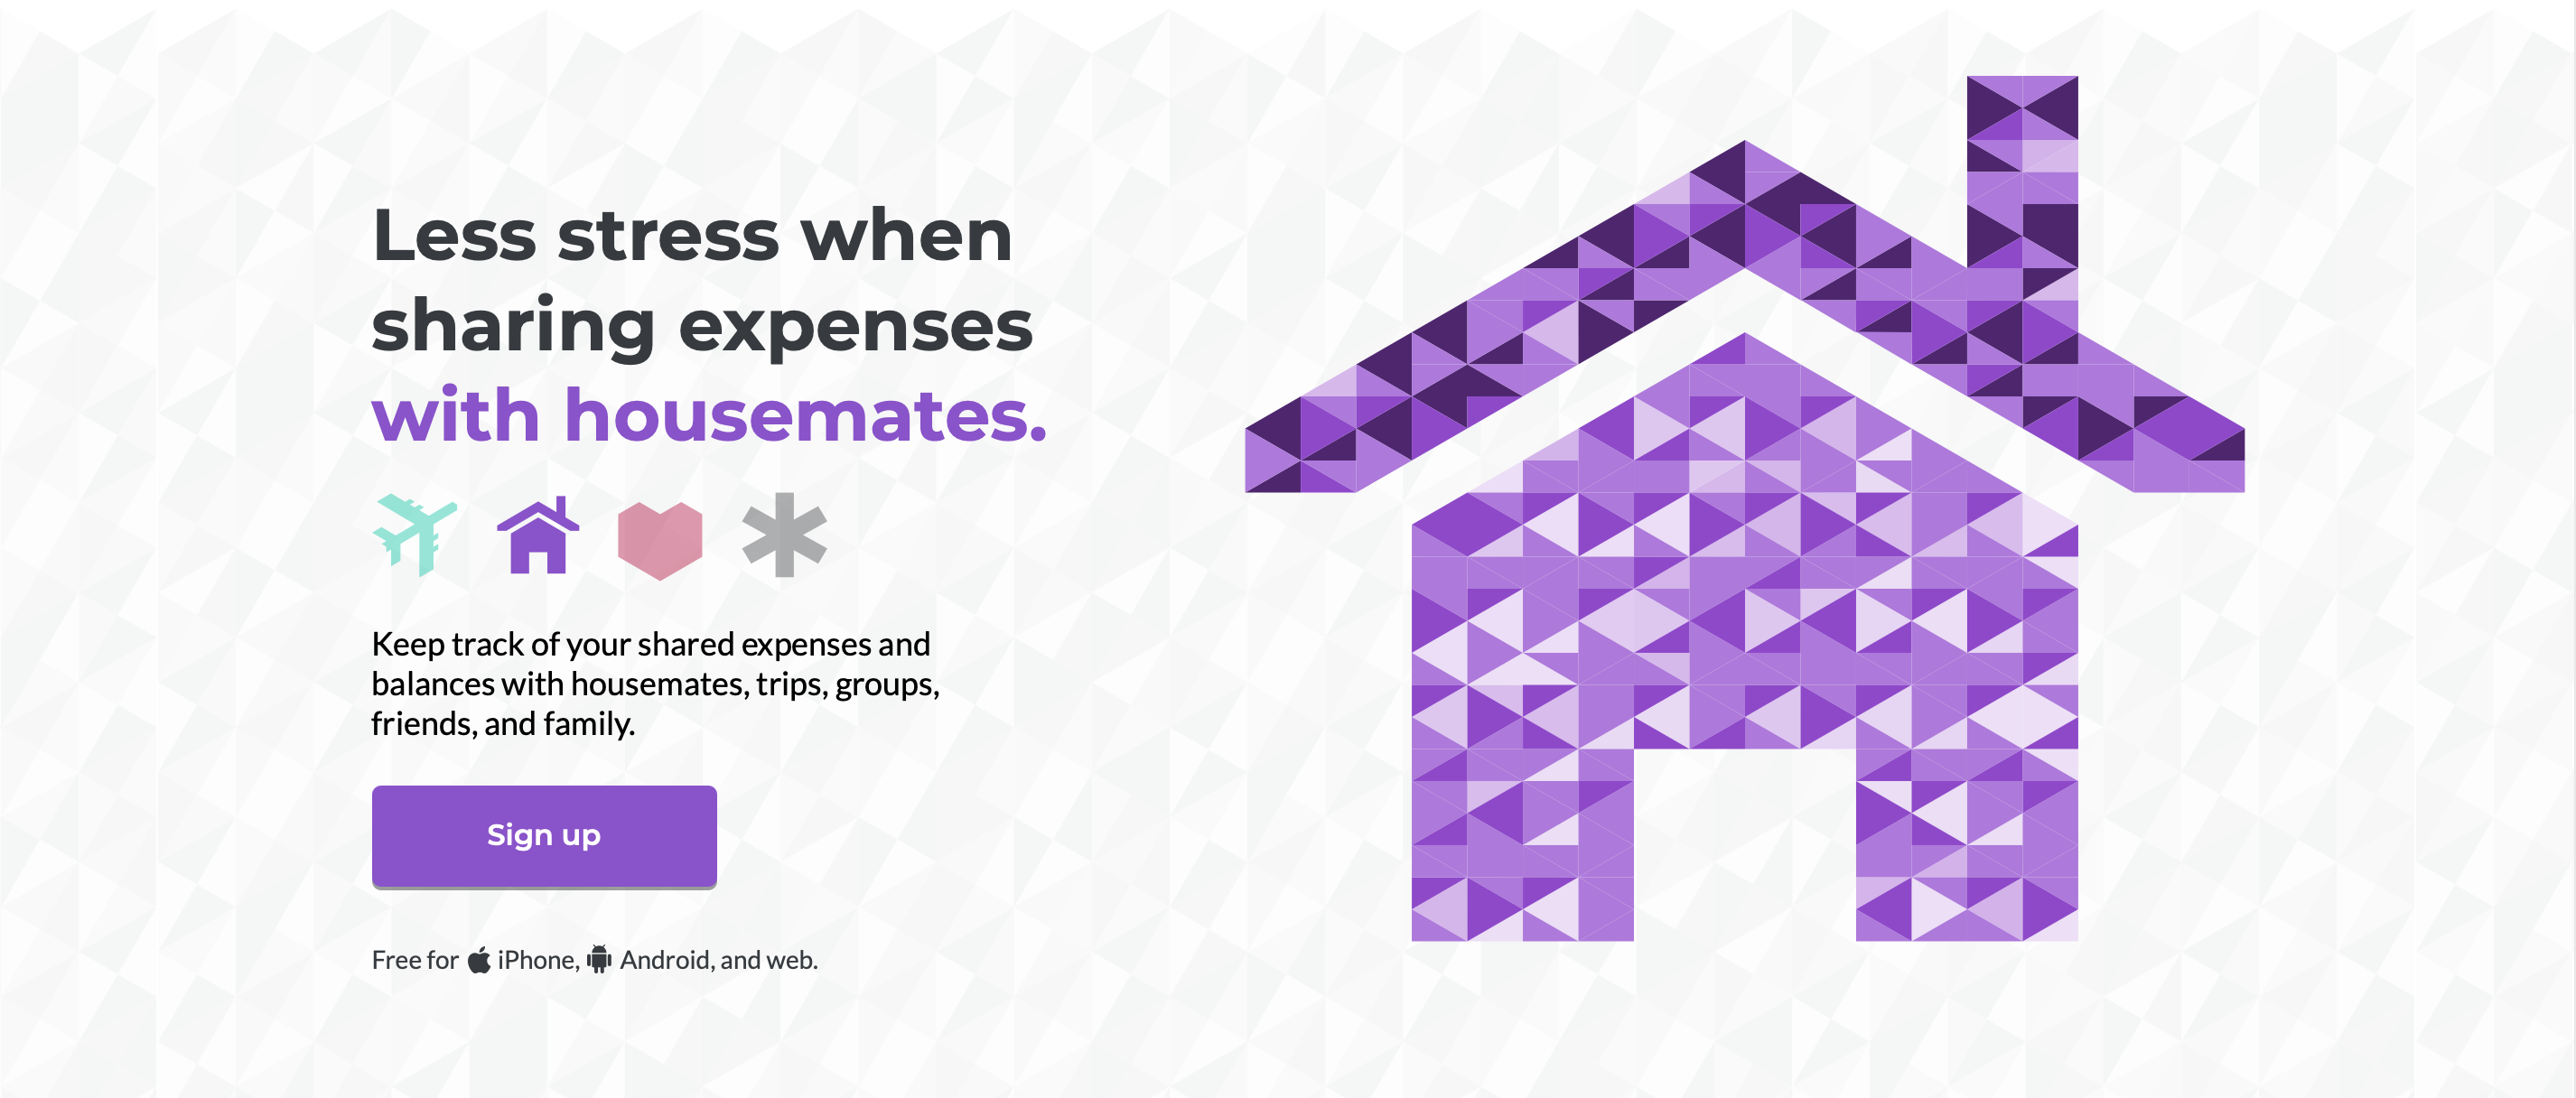 Less stress when
sharing expenses
with housemates.
Keep track of your shared expenses and
balances with housemates, trips, groups,
friends, and family.
Sign up
Free for iPhone, Android, and web.